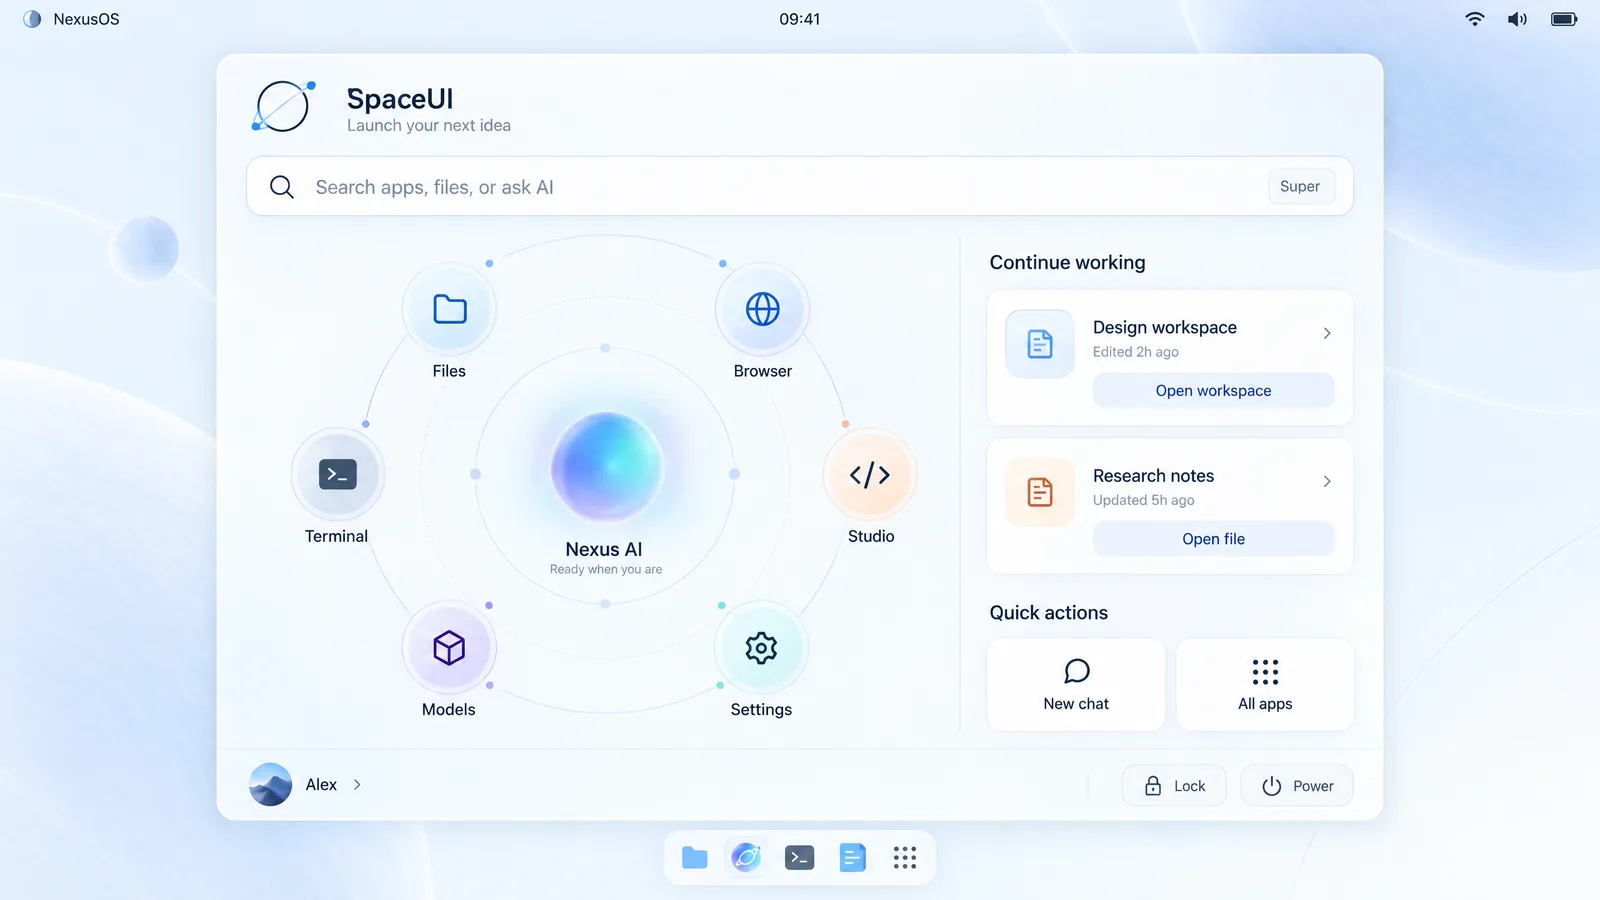 NexusOS
09:41
SpaceUI
Launch your next idea
Search apps, files, or ask AI
Super
Files
Browser
Terminal
Studio
Nexus AI
Ready when you are
Models
Settings
Continue working
Design workspace
Edited 2h ago
Open workspace
Research notes
Updated 5h ago
Open file
Quick actions
New chat
All apps
Alex
Lock
Power